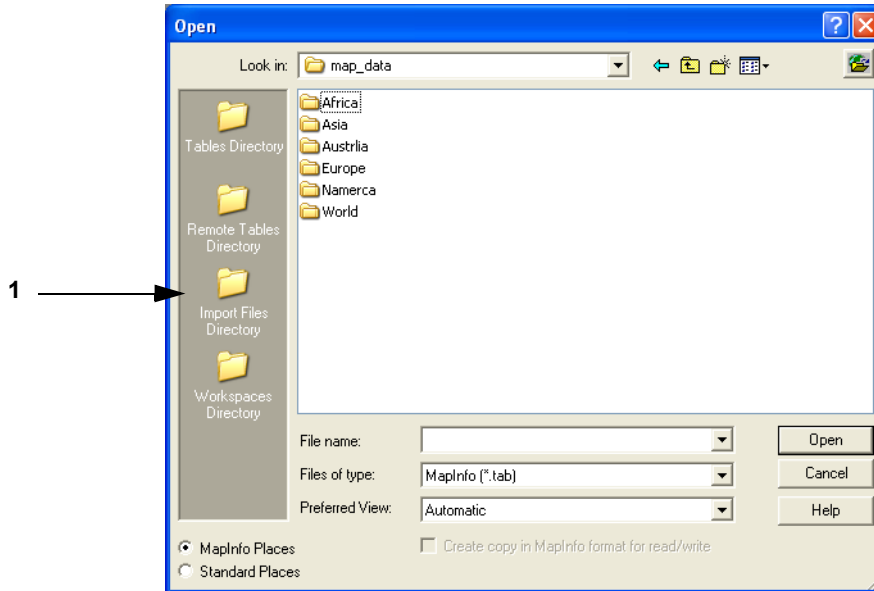 Open
Look in: map_data
Tables Directory
Remote Tables
Directory
Import Files
Directory
Workspaces
Directory
Africa
Asia
Austrlia
Europe
Namerca
World
1
File name:
Open
Files of type: MapInfo (*.tab)
Cancel
Preferred View: Automatic
Help
MapInfo Places
Create copy in MapInfo format for read/write
Standard Places